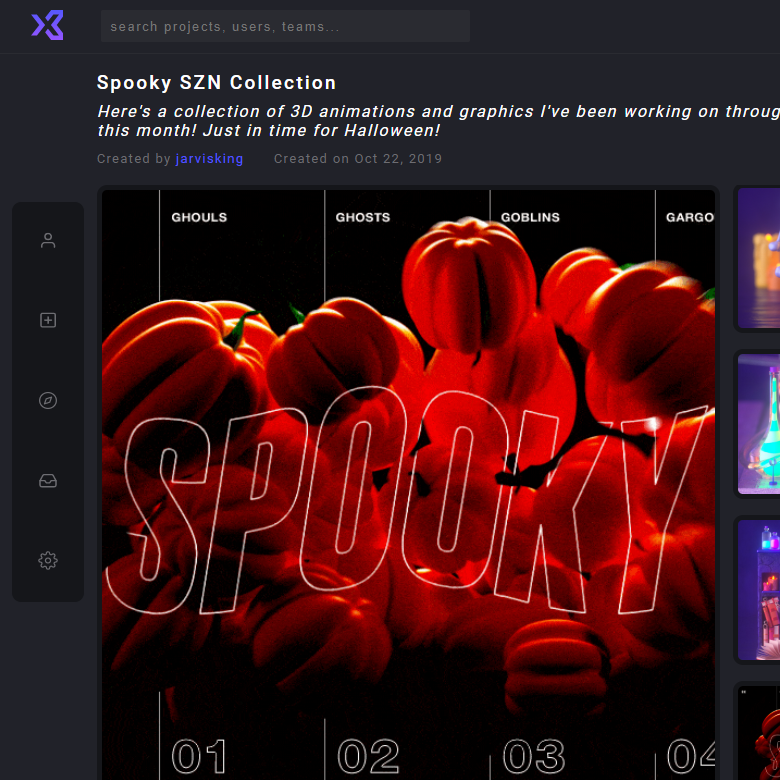 search projects, users, teams...
Spooky SZN Collection
Here's a collection of 3D animations and graphics I've been working on throug
this month! Just in time for Halloween!
Created by jarvisking Created on Oct 22, 2019
GHOULS GHOSTS GOBLINS GARGO
SPOOKY
01 02 03 04